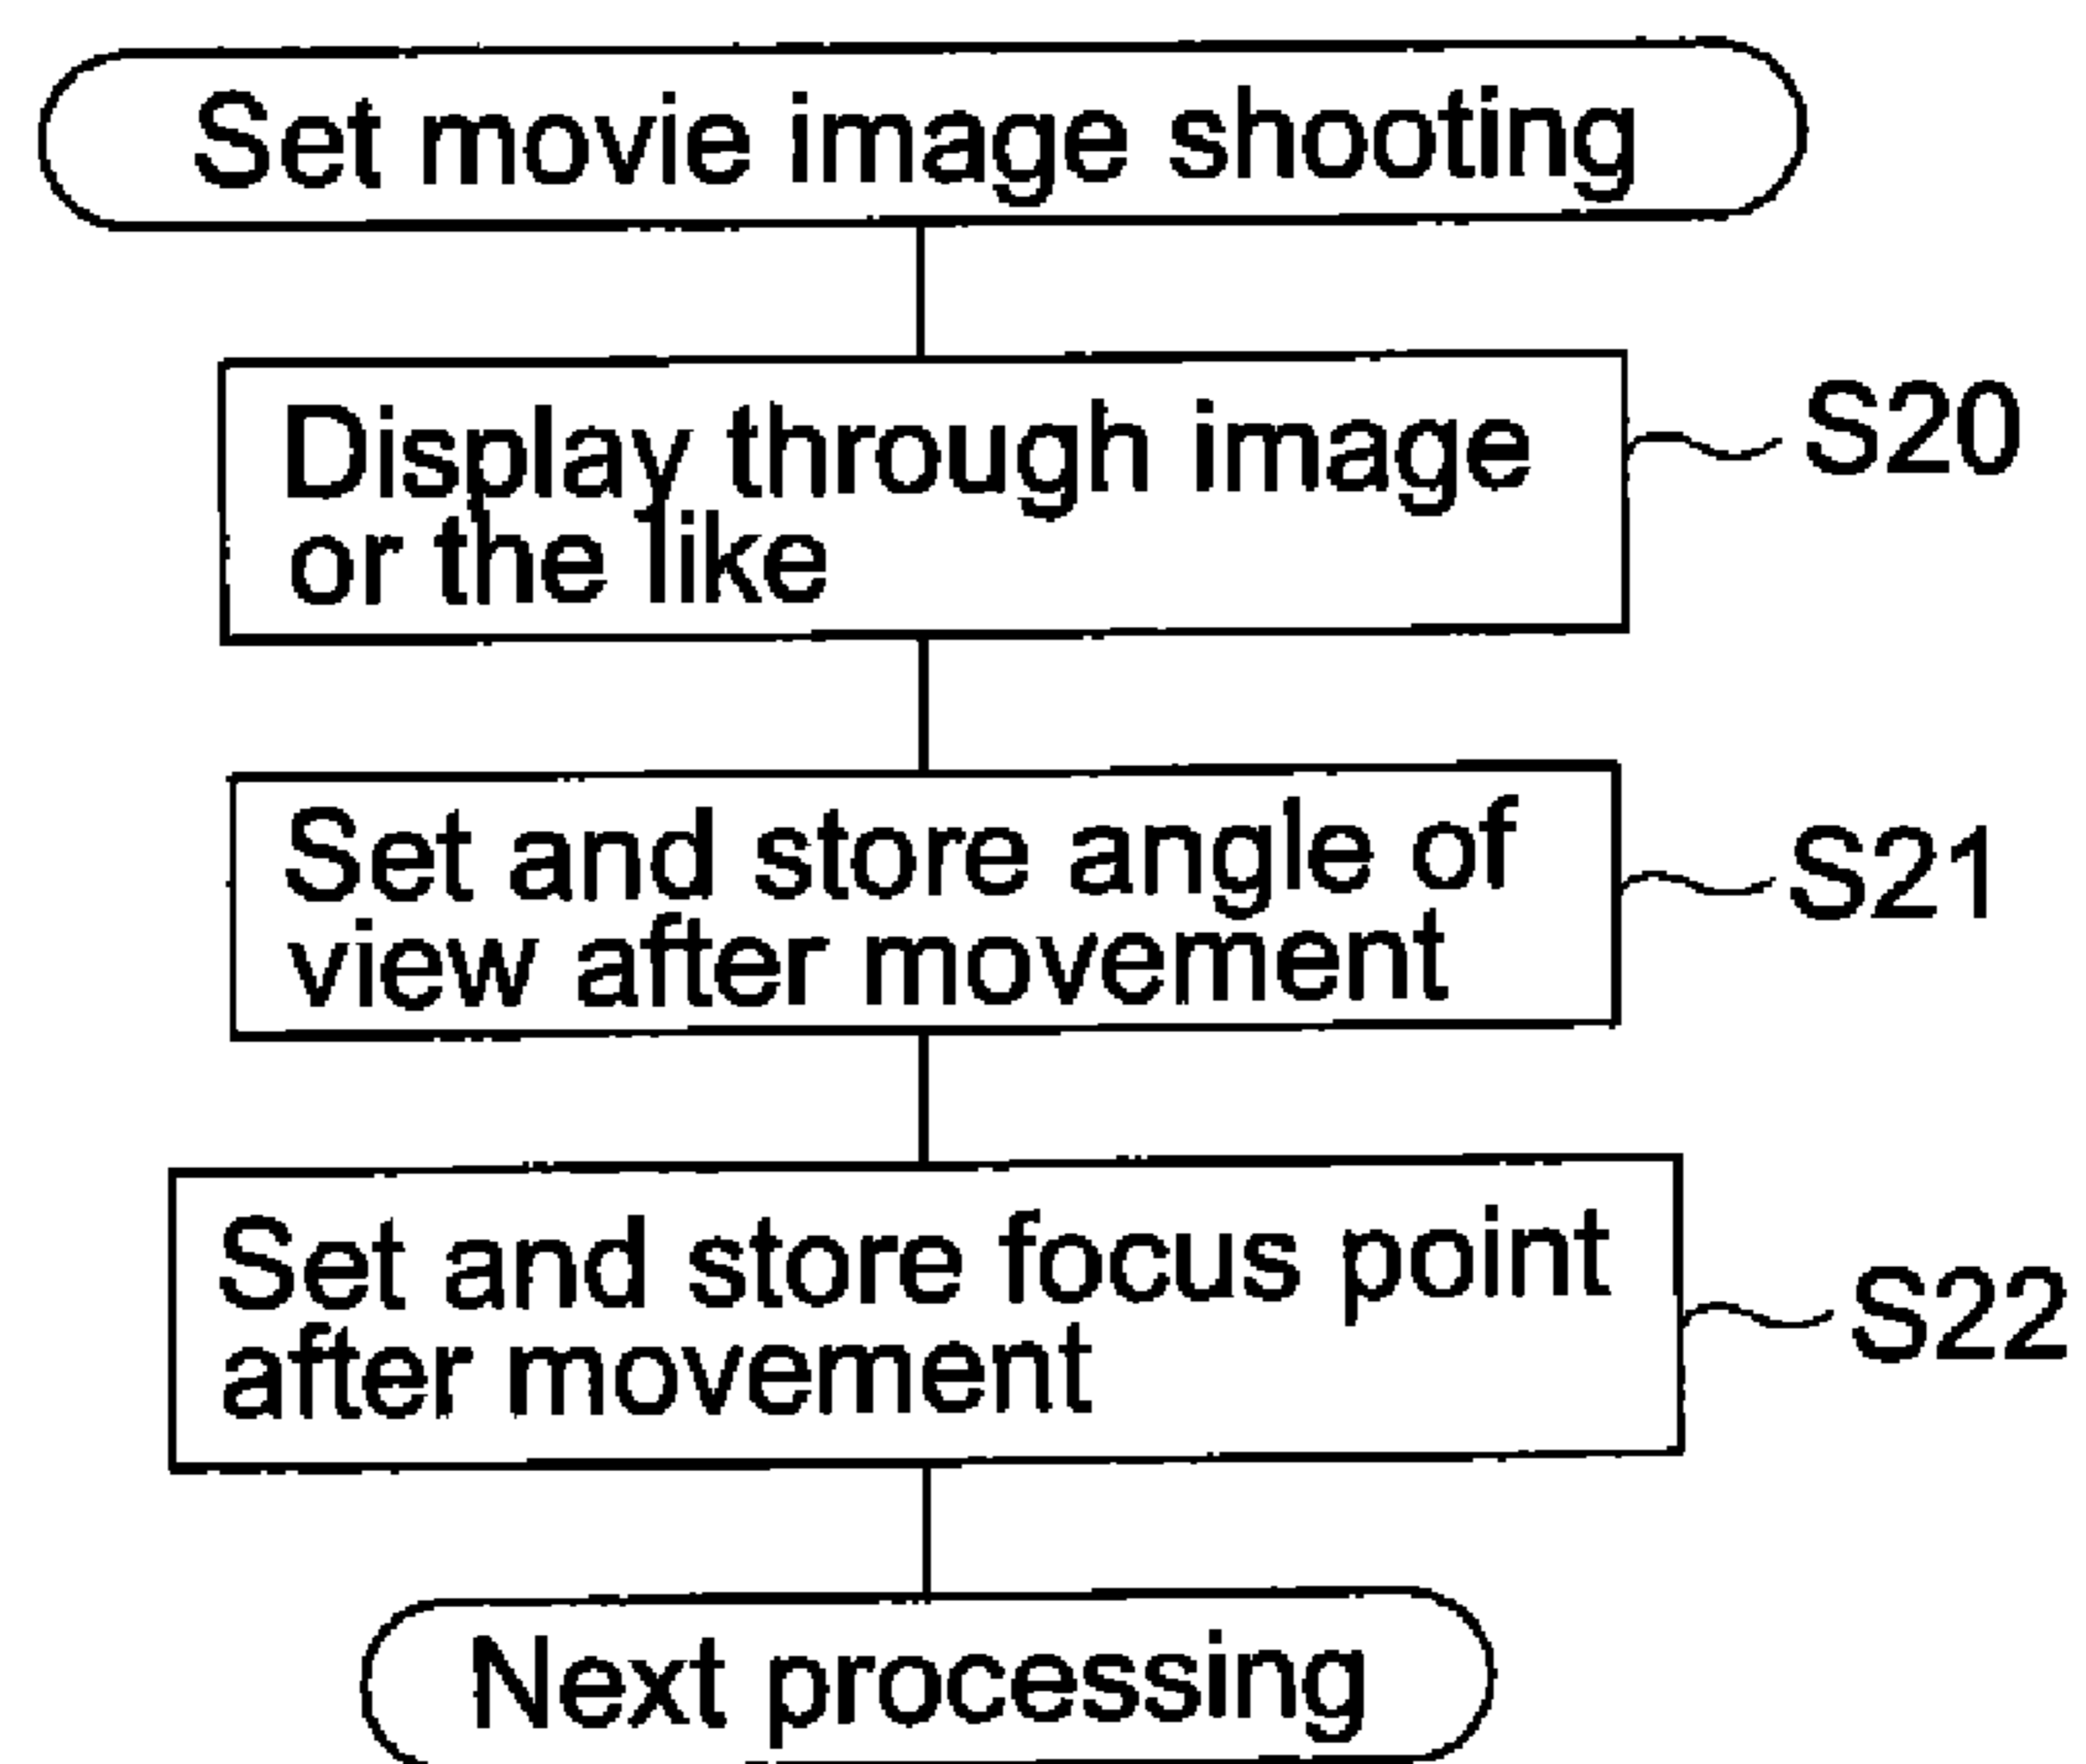 Set movie image shooting
Display through image
or the like
S20
Set and store angle of
view after movement
S21
Set and store focus point
after movement
S22
Next processing